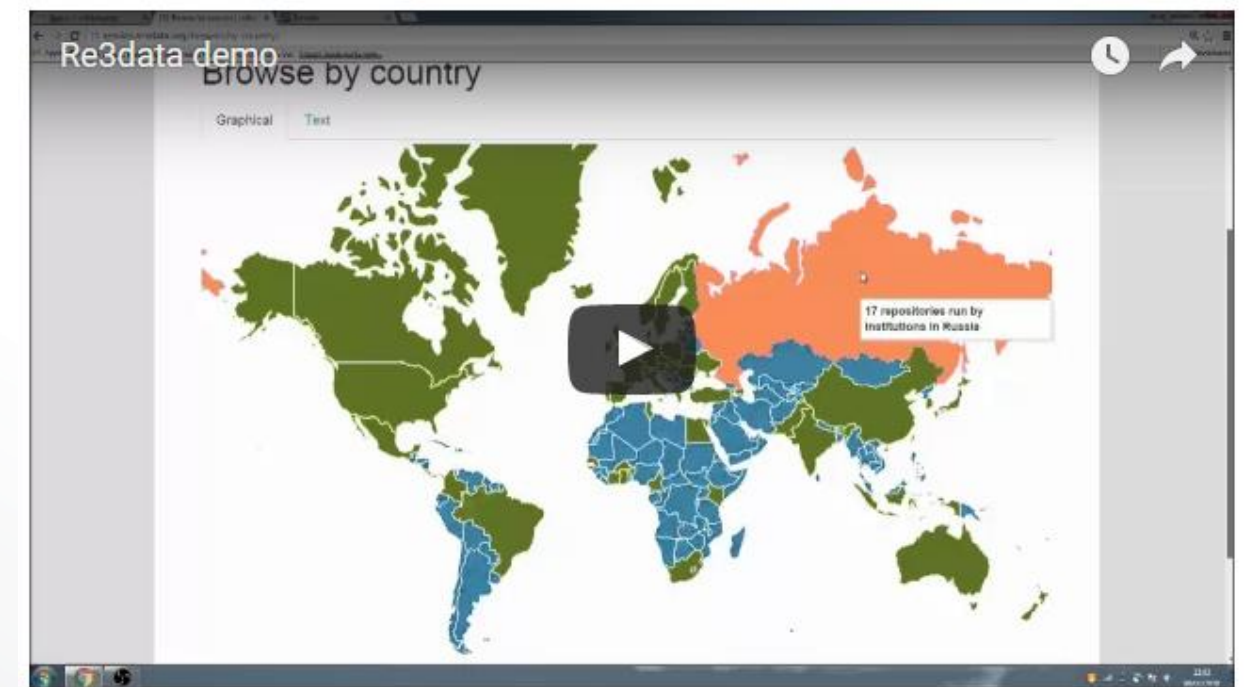 Re3data demo
Browse by country
Graphical Text
17 repositories run by
institutions in Russia